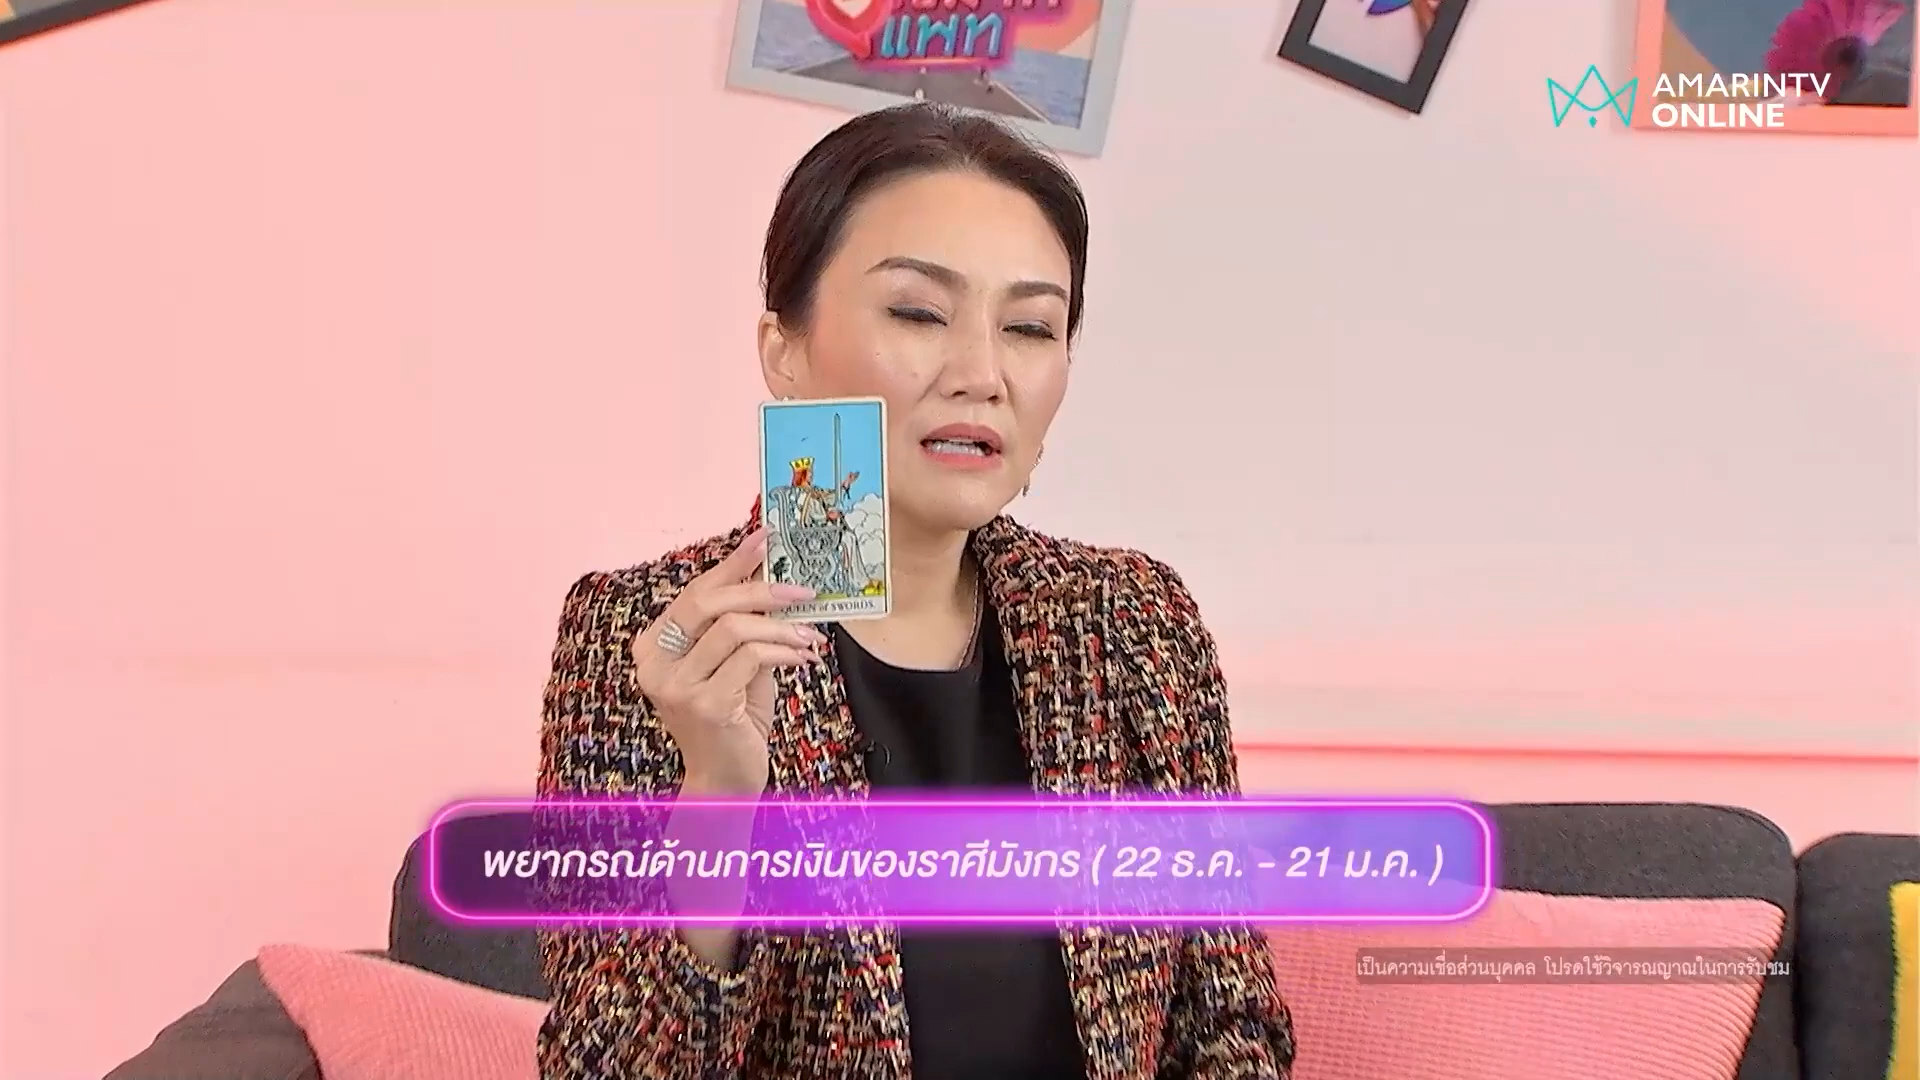 แพท
AMARINTV
ONLINE
QUEEN of SWORDS.
พยากรณ์ด้านการเงินของราศีมังกร ( 22 ธ.ค. - 21 ม.ค. )
เป็นความเชื่อส่วนบุคคล โปรดใช้วิจารณญาณในการรับชม